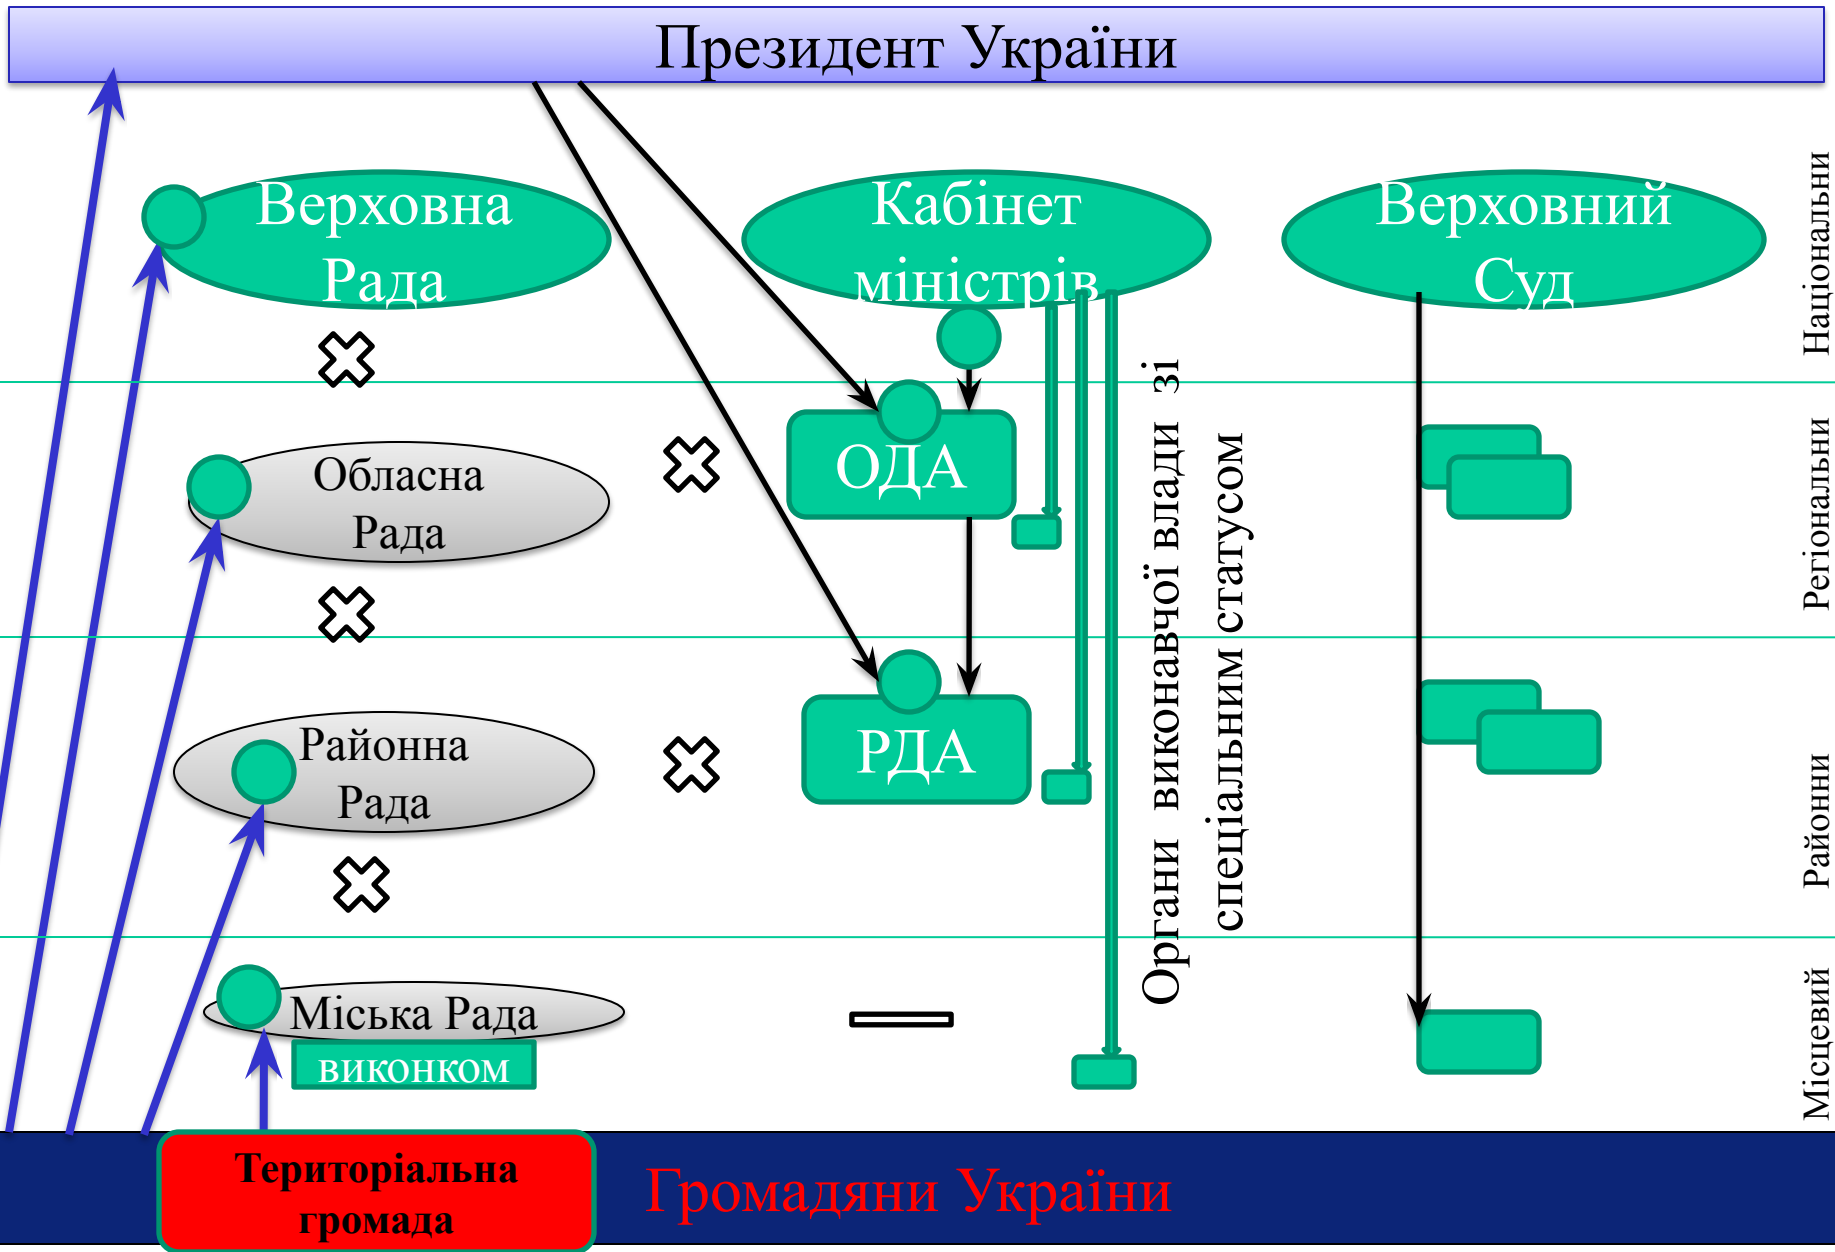 Президент України
Верховна
Рада
Кабінет
міністрів
Верховний
Суд
Національни
Обласна
Рада
ОДА
Органи виконавчої влади зі
спеціальним статусом
Регіональни
Районна
Рада
РДА
Районни
Міська Рада
виконком
Місцевий
Територіальна
громада
Громадяни України